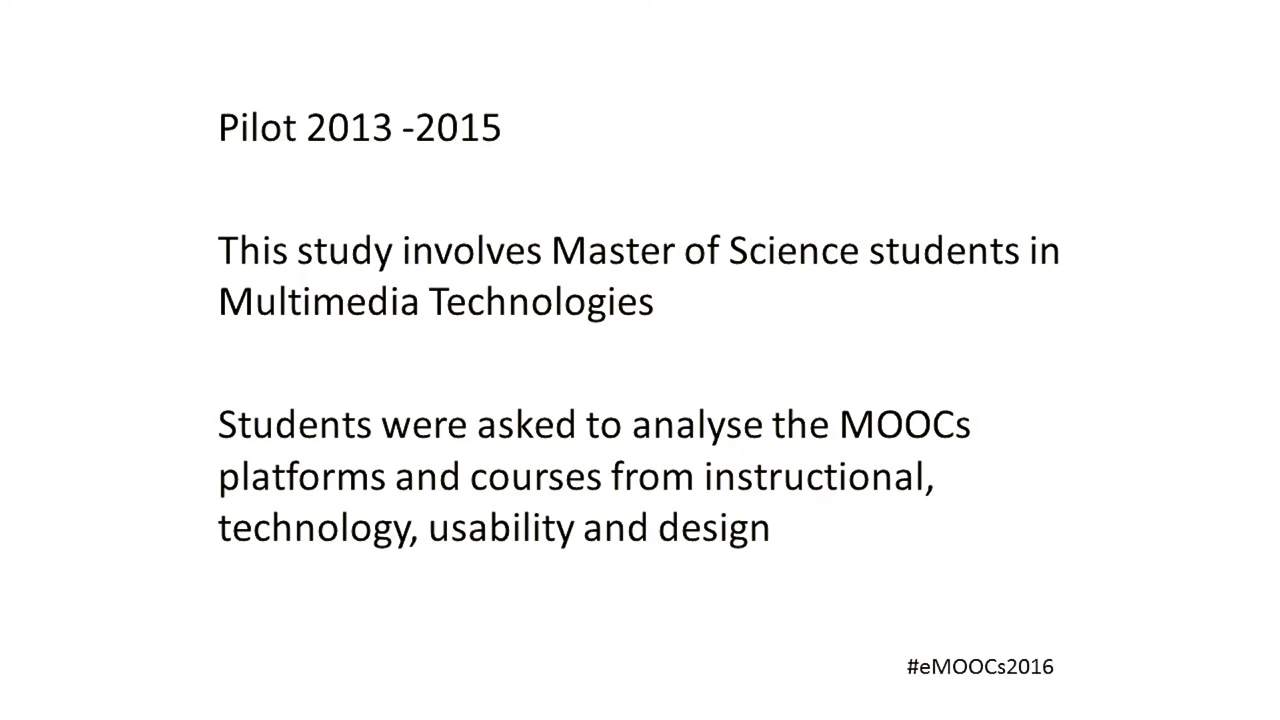 Pilot 2013 -2015
This study involves Master of Science students in
Multimedia Technologies
Students were asked to analyse the MOOCs
platforms and courses from instructional,
technology, usability and design
#eMOOCs2016